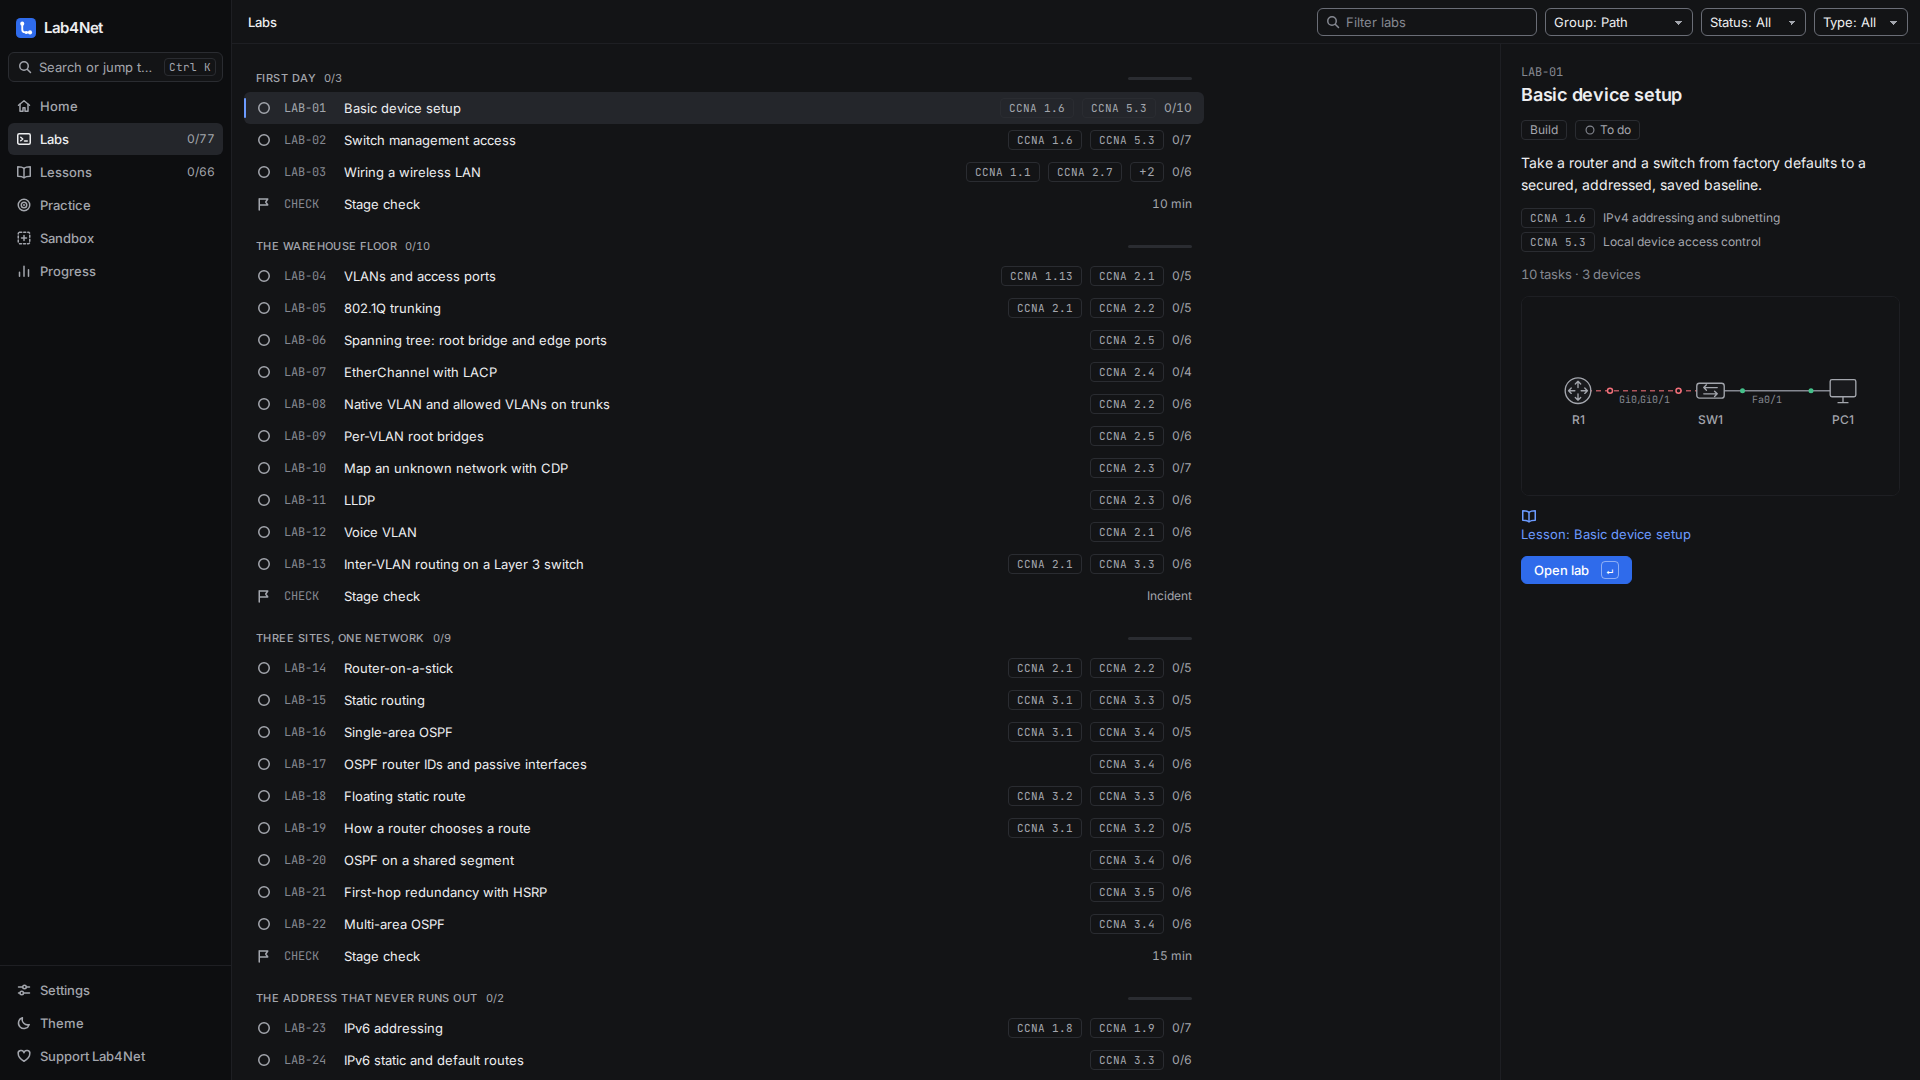 Lab4Net
Search or jump t... Ctrl K
Home
Labs 0/77
Lessons 0/66
Practice
Sandbox
Progress
Settings
Theme
Support Lab4Net
Labs
Filter labs
Group: Path
Status: All
Type: All
FIRST DAY 0/3
LAB-01 Basic device setup CCNA 1.6 CCNA 5.3 0/10
LAB-02 Switch management access CCNA 1.6 CCNA 5.3 0/7
LAB-03 Wiring a wireless LAN CCNA 1.1 CCNA 2.7 +2 0/6
CHECK Stage check 10 min
THE WAREHOUSE FLOOR 0/10
LAB-04 VLANs and access ports CCNA 1.13 CCNA 2.1 0/5
LAB-05 802.1Q trunking CCNA 2.1 CCNA 2.2 0/5
LAB-06 Spanning tree: root bridge and edge ports CCNA 2.5 0/6
LAB-07 EtherChannel with LACP CCNA 2.4 0/4
LAB-08 Native VLAN and allowed VLANs on trunks CCNA 2.2 0/6
LAB-09 Per-VLAN root bridges CCNA 2.5 0/6
LAB-10 Map an unknown network with CDP CCNA 2.3 0/7
LAB-11 LLDP CCNA 2.3 0/6
LAB-12 Voice VLAN CCNA 2.1 0/6
LAB-13 Inter-VLAN routing on a Layer 3 switch CCNA 2.1 CCNA 3.3 0/6
CHECK Stage check Incident
THREE SITES, ONE NETWORK 0/9
LAB-14 Router-on-a-stick CCNA 2.1 CCNA 2.2 0/5
LAB-15 Static routing CCNA 3.1 CCNA 3.3 0/5
LAB-16 Single-area OSPF CCNA 3.1 CCNA 3.4 0/5
LAB-17 OSPF router IDs and passive interfaces CCNA 3.4 0/6
LAB-18 Floating static route CCNA 3.2 CCNA 3.3 0/6
LAB-19 How a router chooses a route CCNA 3.1 CCNA 3.2 0/5
LAB-20 OSPF on a shared segment CCNA 3.4 0/6
LAB-21 First-hop redundancy with HSRP CCNA 3.5 0/6
LAB-22 Multi-area OSPF CCNA 3.4 0/6
CHECK Stage check 15 min
THE ADDRESS THAT NEVER RUNS OUT 0/2
LAB-23 IPv6 addressing CCNA 1.8 CCNA 1.9 0/7
LAB-24 IPv6 static and default routes CCNA 3.3 0/6
LAB-01
Basic device setup
Build To do
Take a router and a switch from factory defaults to a
secured, addressed, saved baseline.
CCNA 1.6 IPv4 addressing and subnetting
CCNA 5.3 Local device access control
10 tasks · 3 devices
Gi0/1 Fa0/1
R1 SW1 PC1
Lesson: Basic device setup
Open lab ↵